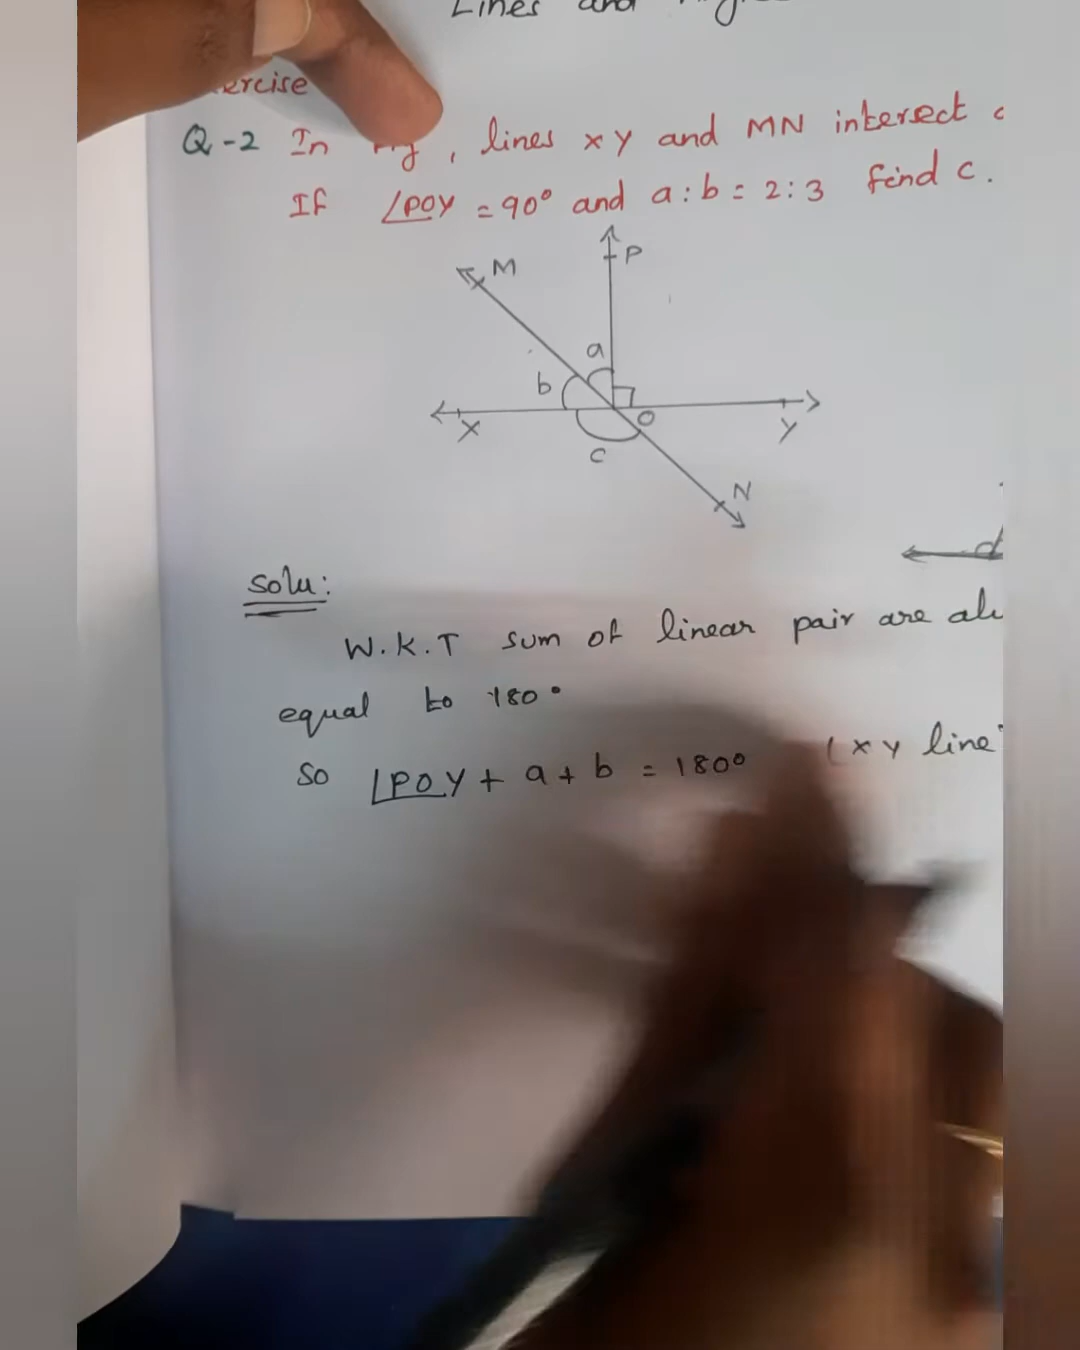 Lines and
ercise
Q-2 In , lines xy and MN intersect
If ∠POY = 90° and a:b = 2:3 find c.
P
M
a
b
O
X
Y
c
N
d
Solu:
W.K.T sum of linear pair are
equal to 180°
So ∠POY + a + b = 180° (xy line